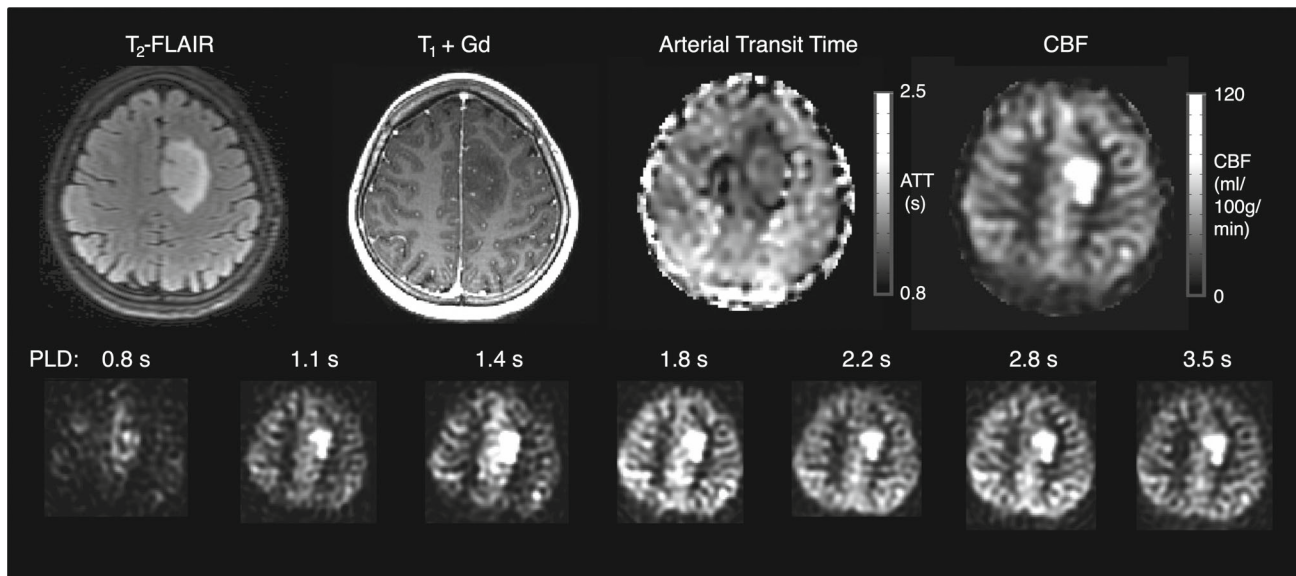 T₂-FLAIR
T₁ + Gd
Arterial Transit Time
CBF
2.5
ATT
(s)
0.8
120
CBF
(ml/
100g/
min)
0
PLD: 0.8 s 1.1 s 1.4 s 1.8 s 2.2 s 2.8 s 3.5 s